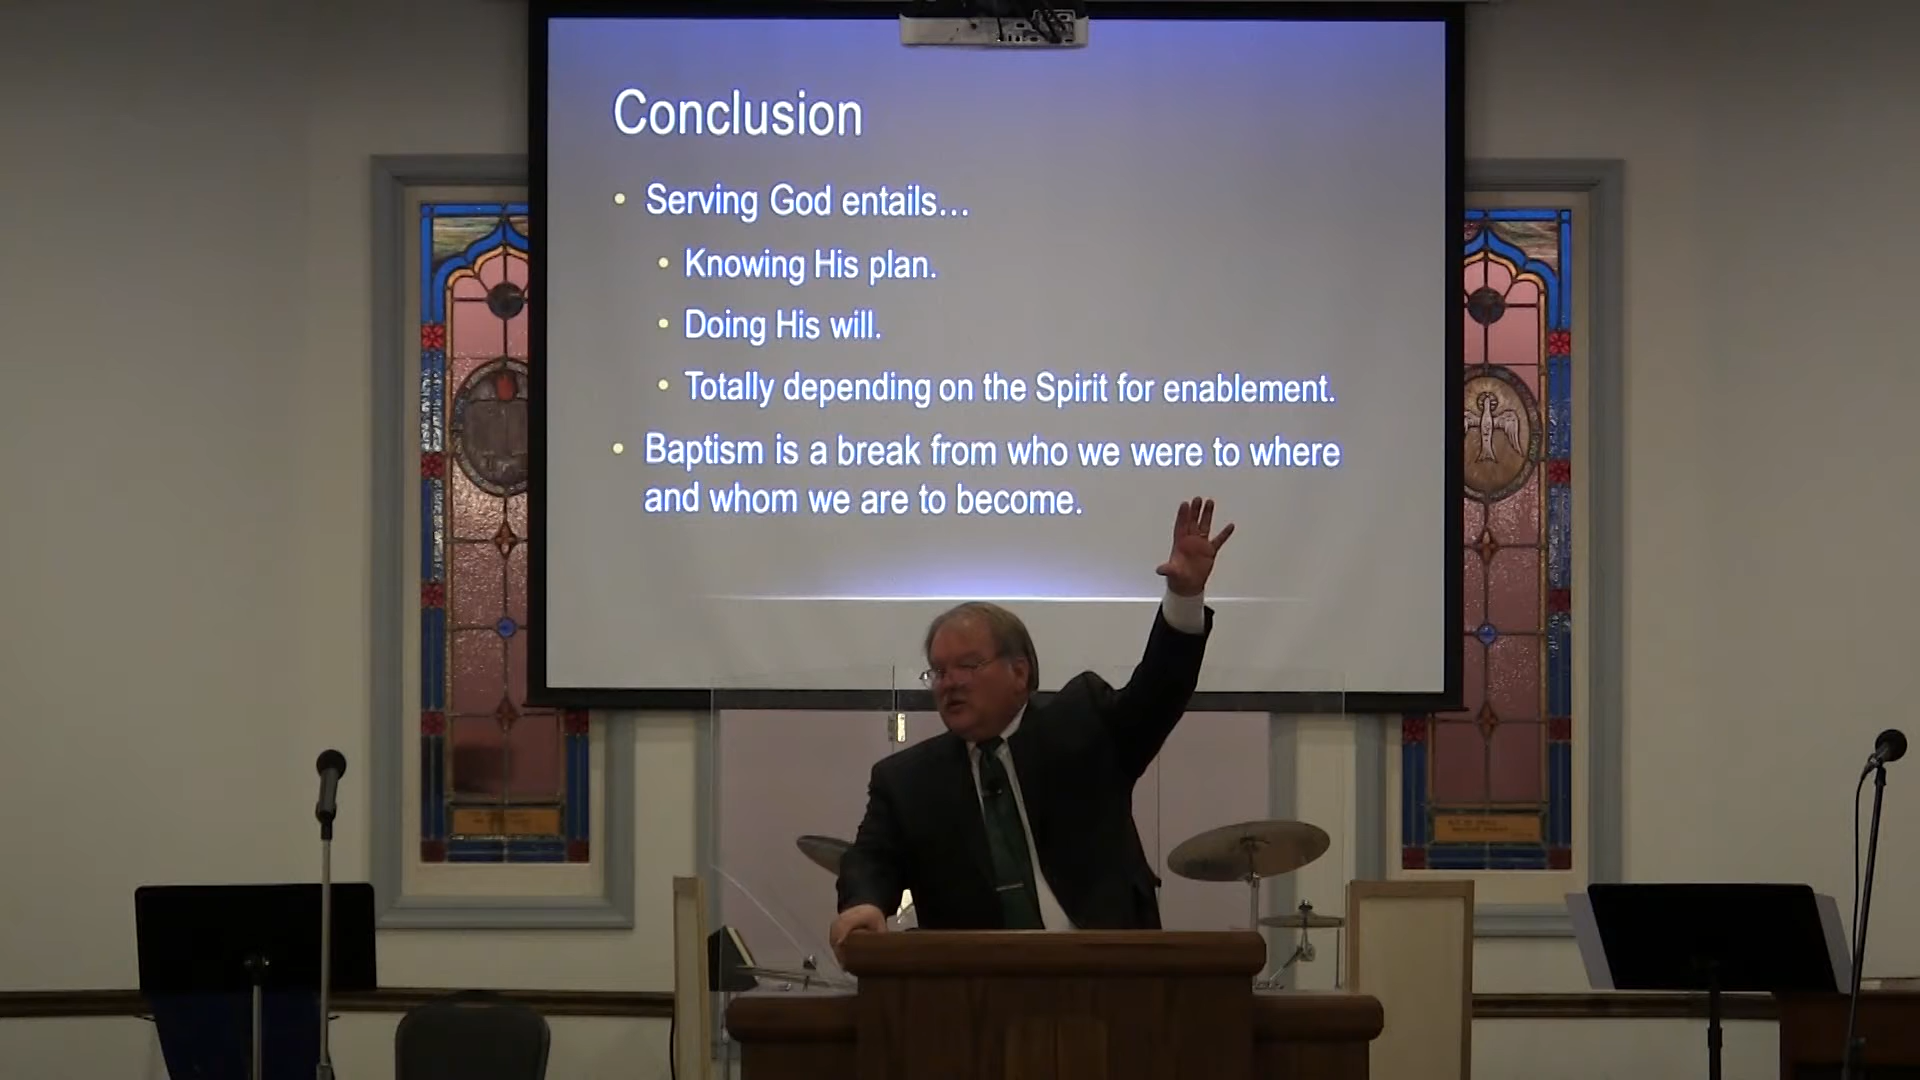 Conclusion
• Serving God entails...
• Knowing His plan.
• Doing His will.
• Totally depending on the Spirit for enablement.
• Baptism is a break from who we were to where
and whom we are to become.